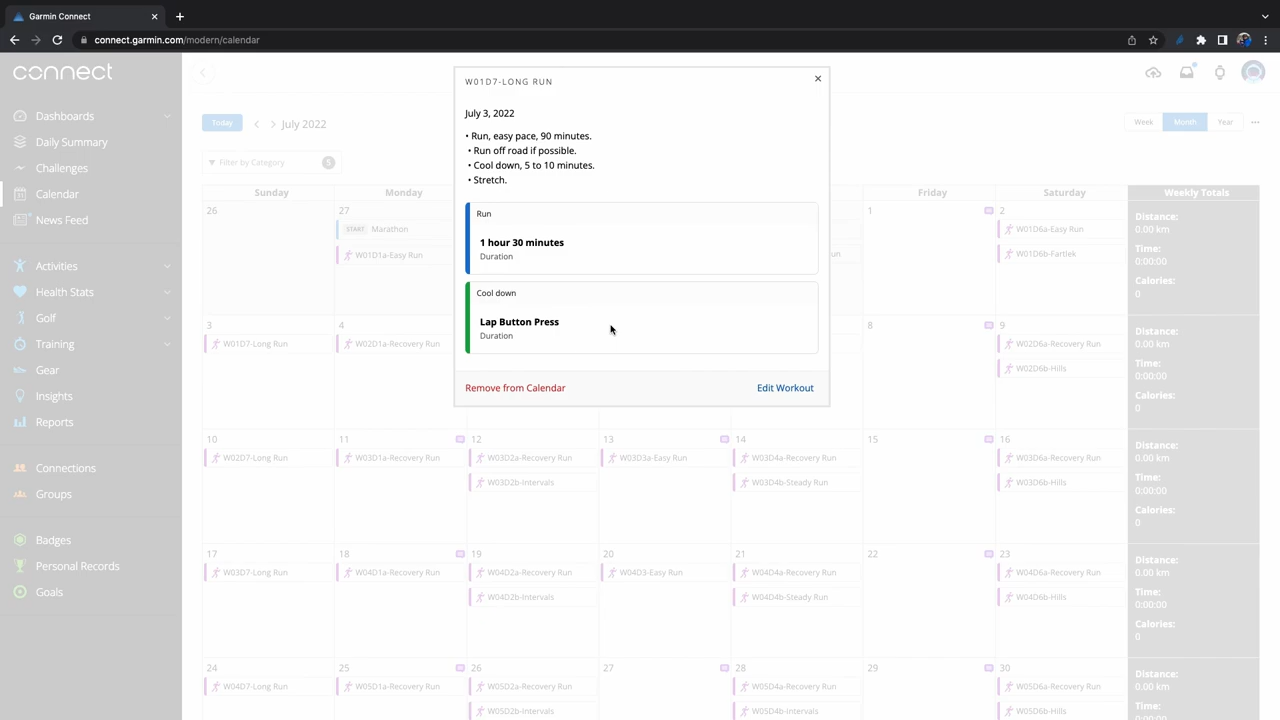 Garmin Connect
connect.garmin.com/modern/calendar
connect
Dashboards
Daily Summary
Challenges
Calendar
News Feed
Activities
Health Stats
Golf
Training
Gear
Insights
Reports
Connections
Groups
Badges
Personal Records
Goals
Today
July 2022
Filter by Category
5
Week
Month
Year
W01D7-LONG RUN
July 3, 2022
• Run, easy pace, 90 minutes.
• Run off road if possible.
• Cool down, 5 to 10 minutes.
• Stretch.
Run
1 hour 30 minutes
Duration
Cool down
Lap Button Press
Duration
Remove from Calendar
Edit Workout
Sunday
Monday
Friday
Saturday
Weekly Totals
26
27
1
2
START Marathon
W01D1a-Easy Run
un
W01D6a-Easy Run
W01D6b-Fartlek
Distance:
0.00 km
Time:
0:00:00
Calories:
0
3
4
8
9
W01D7-Long Run
W02D1a-Recovery Run
W02D6a-Recovery Run
W02D6b-Hills
Distance:
0.00 km
Time:
0:00:00
Calories:
0
10
11
12
13
14
15
16
W02D7-Long Run
W03D1a-Recovery Run
W03D2a-Recovery Run
W03D3a-Easy Run
W03D4a-Recovery Run
W03D6a-Recovery Run
W03D2b-Intervals
W03D4b-Steady Run
W03D6b-Hills
Distance:
0.00 km
Time:
0:00:00
Calories:
0
17
18
19
20
21
22
23
W03D7-Long Run
W04D1a-Recovery Run
W04D2a-Recovery Run
W04D3-Easy Run
W04D4a-Recovery Run
W04D6a-Recovery Run
W04D2b-Intervals
W04D4b-Steady Run
W04D6b-Hills
Distance:
0.00 km
Time:
0:00:00
Calories:
0
24
25
26
27
28
29
30
W04D7-Long Run
W05D1a-Recovery Run
W05D2a-Recovery Run
W05D4a-Recovery Run
W05D6a-Recovery Run
W05D2b-Intervals
W05D4b-Intervals
W05D6b-Hills
Distance:
0.00 km
Time: